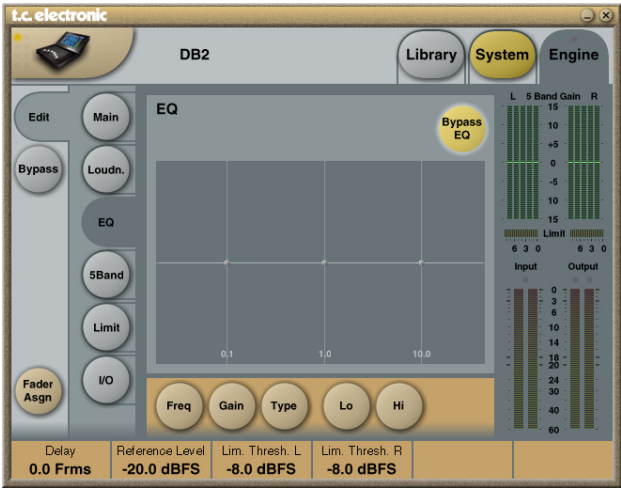 t.c. electronic
DB2
Library
System
Engine
Edit
Bypass
Fader
Asgn
Main
Loudn.
EQ
5Band
Limit
I/O
EQ
Bypass
EQ
0.1 1.0 10.0
Freq Gain Type Lo Hi
L 5 Band Gain R
15
10
+5
0
-5
10
15
Limit
6 3 0 6 3 0
Input Output
0
3
6
10
14
18
20
24
30
40
60
Delay Reference Level Lim. Thresh. L Lim. Thresh. R
0.0 Frms -20.0 dBFS -8.0 dBFS -8.0 dBFS